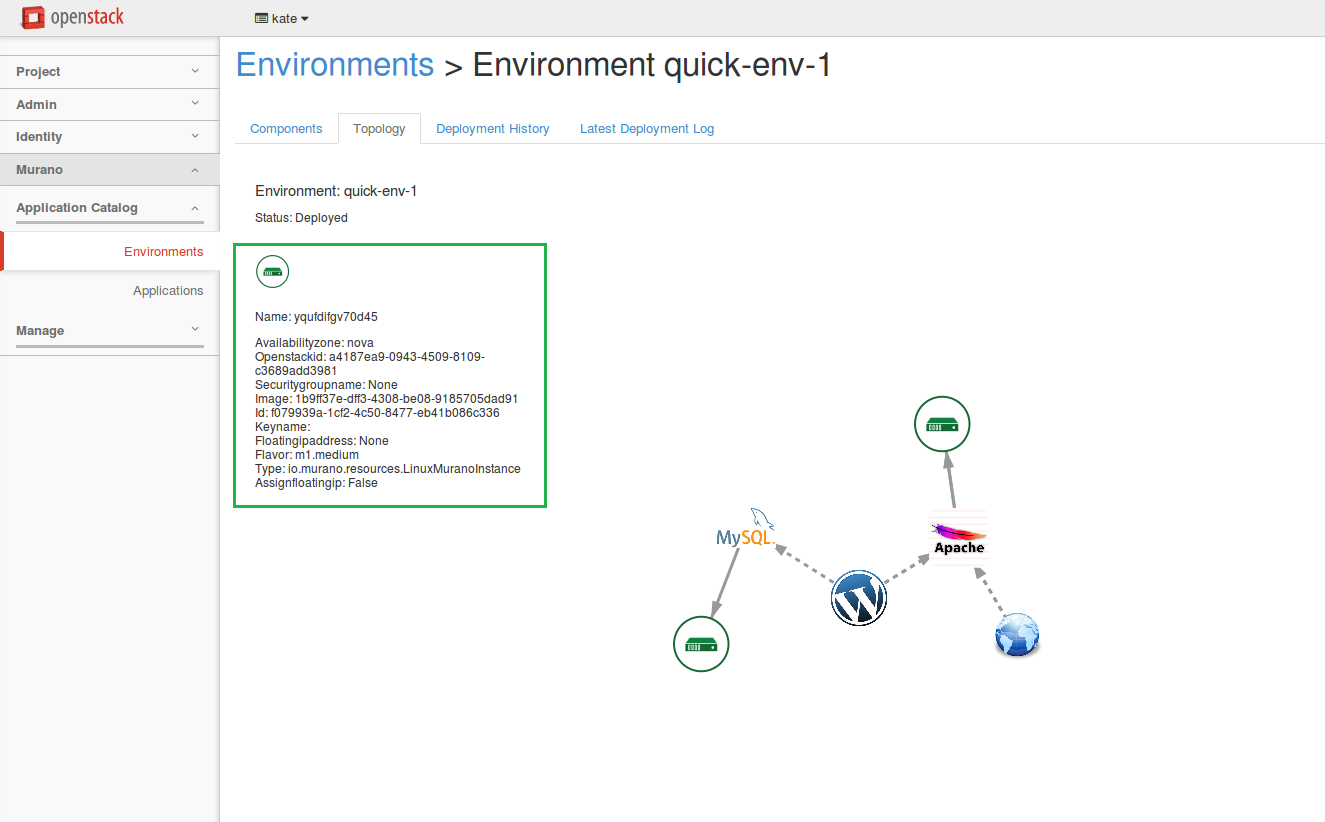 openstack
kate
Project
Admin
Identity
Murano
Application Catalog
Environments
Applications
Manage
Environments > Environment quick-env-1
Components
Topology
Deployment History
Latest Deployment Log
Environment: quick-env-1
Status: Deployed
Name: yqufdifgv70d45
Availabilityzone: nova
Openstackid: a4187ea9-0943-4509-8109-
c3689add3981
Securitygroupname: None
Image: 1b9ff37e-dff3-4308-be08-9185705dad91
Id: f079939a-1cf2-4c50-8477-eb41b086c336
Keyname:
Floatingipaddress: None
Flavor: m1.medium
Type: io.murano.resources.LinuxMuranoInstance
Assignfloatingip: False
MySQL
Apache
W